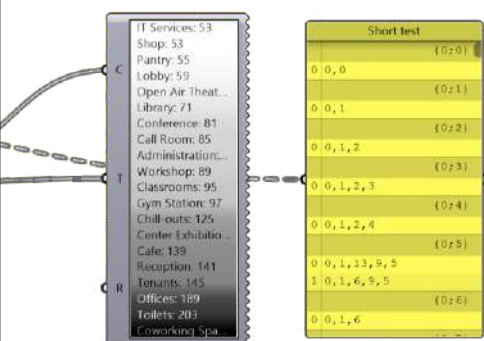 IT Services: 53
Shop: 53
Pantry: 55
Lobby: 59
Open Air Theat...
Library: 71
Conference: 81
Call Room: 85
Administration:...
Workshop: 89
Classrooms: 95
Gym Station: 97
Chill-outs: 125
Center Exhibitio...
Cafe: 139
Reception: 141
Tenants: 145
Offices: 189
Toilets: 203
Coworking Spa...
C
T
R
Short test
{0;0}
0 0,0
{0;1}
0 0,1
{0;2}
0 0,1,2
{0;3}
0 0,1,2,3
{0;4}
0 0,1,2,4
{0;5}
0 0,1,13,9,5
1 0,1,6,9,5
{0;6}
0 0,1,6